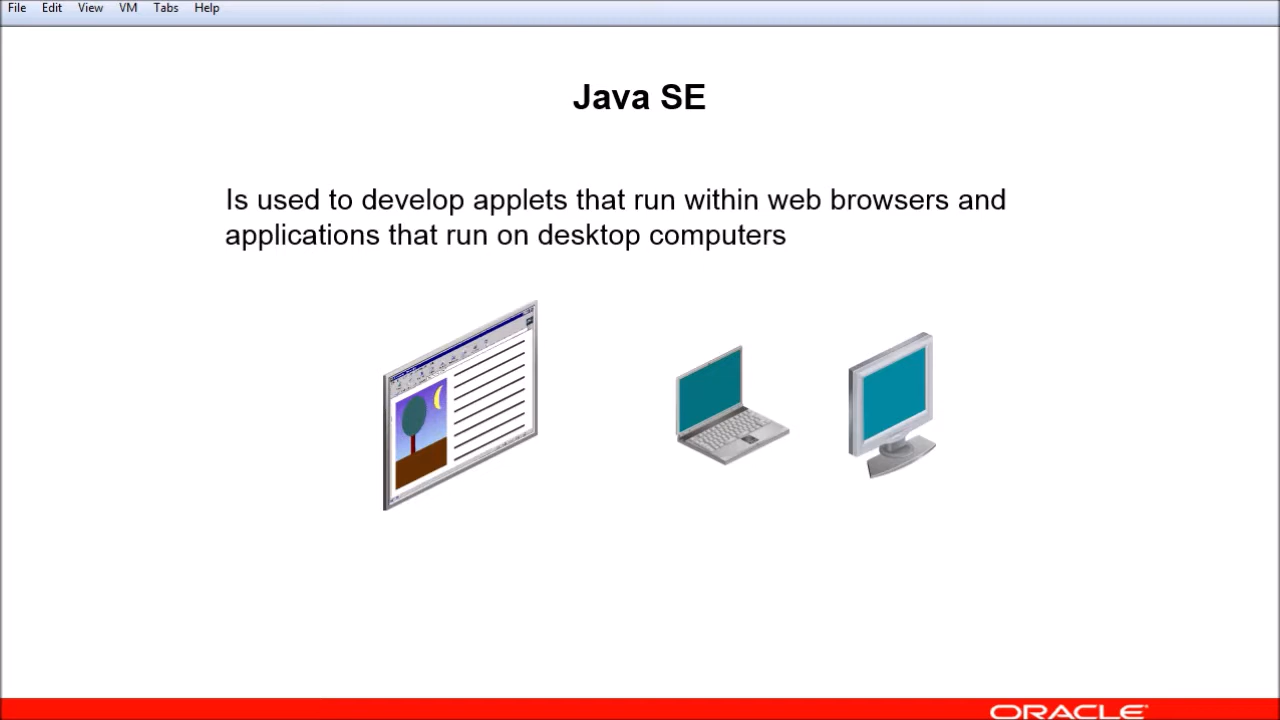 File Edit View VM Tabs Help
Java SE
Is used to develop applets that run within web browsers and
applications that run on desktop computers
ORACLE